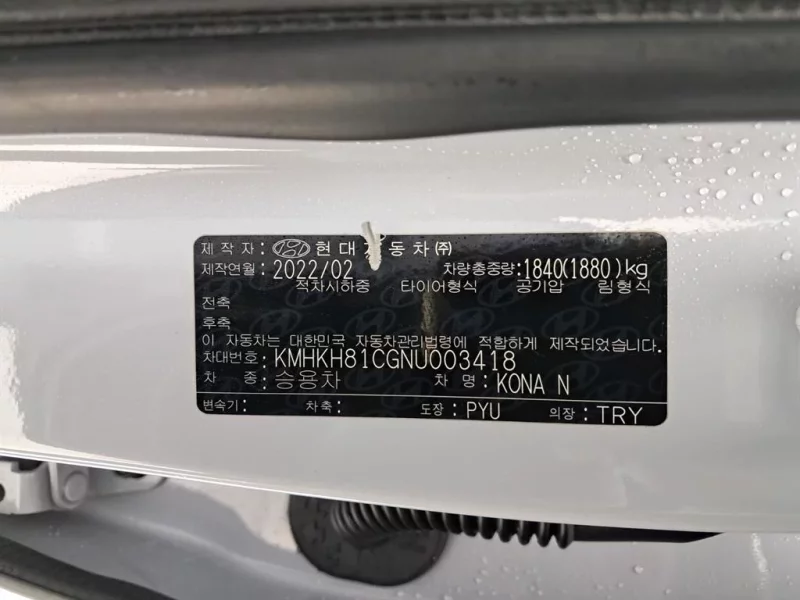 제 작 자 : HYUNDAI 현 대 자 동 차 ㈜
제작연월 : 2022/02 차량총중량 : 1840(1880)kg
적차시하중 타이어형식 공기압 림형식
전축
후축
이 자동차는 대한민국 자동차관리법령에 적합하게 제작되었습니다.
차대번호 : KMHKH81CGNU003418
차 종 : 승용차 차 명 : KONA N
변속기 : 차축 : 도장 : PYU 의장 : TRY